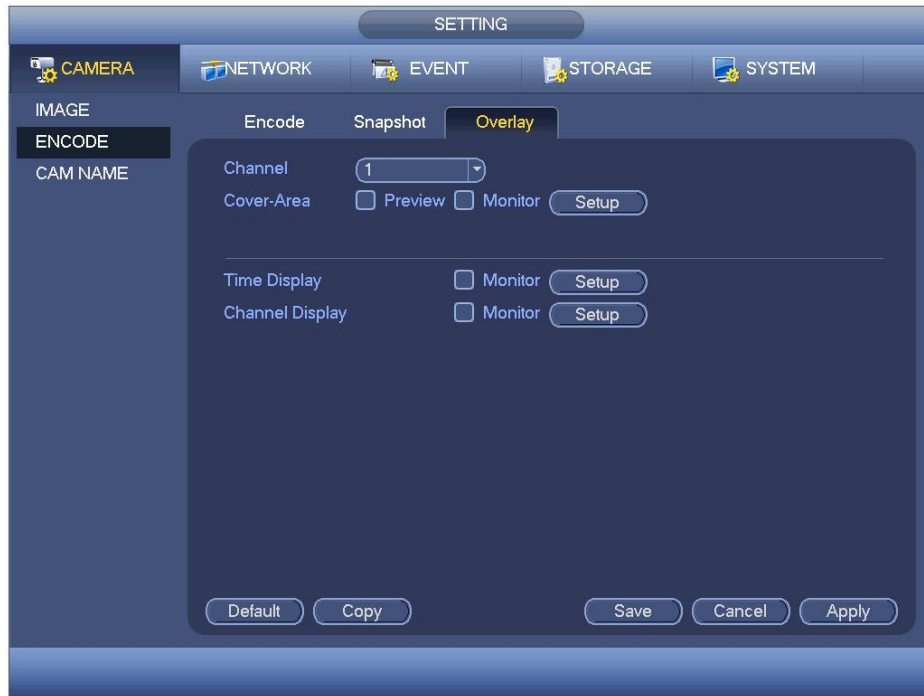 SETTING
CAMERA NETWORK EVENT STORAGE SYSTEM
IMAGE
ENCODE
CAM NAME
Encode Snapshot Overlay
Channel 1
Cover-Area Preview Monitor Setup
Time Display Monitor Setup
Channel Display Monitor Setup
Default Copy Save Cancel Apply